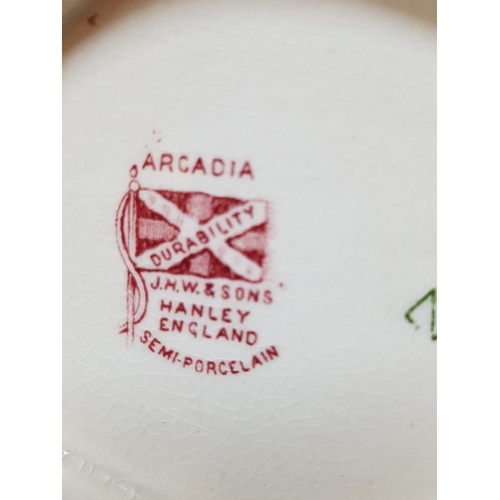 ARCADIA
DURABILITY
J.H.W. & SONS
HANLEY
ENGLAND
SEMI-PORCELAIN